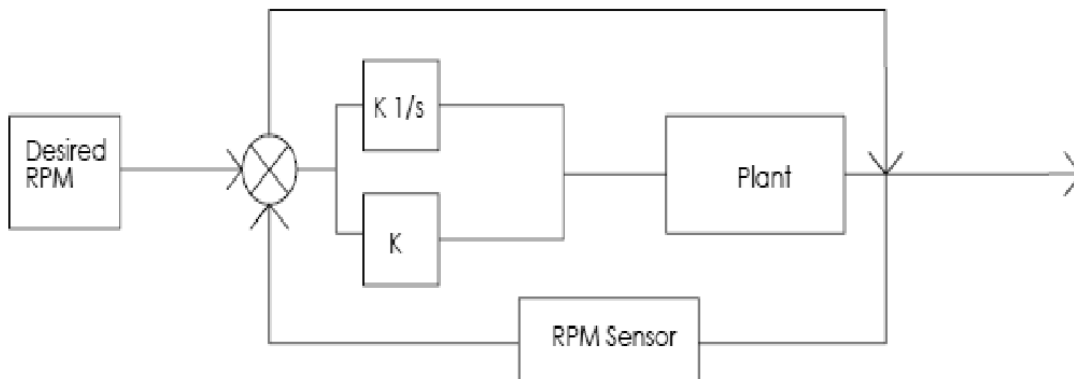 Desired
RPM
K 1/s
K
Plant
RPM Sensor